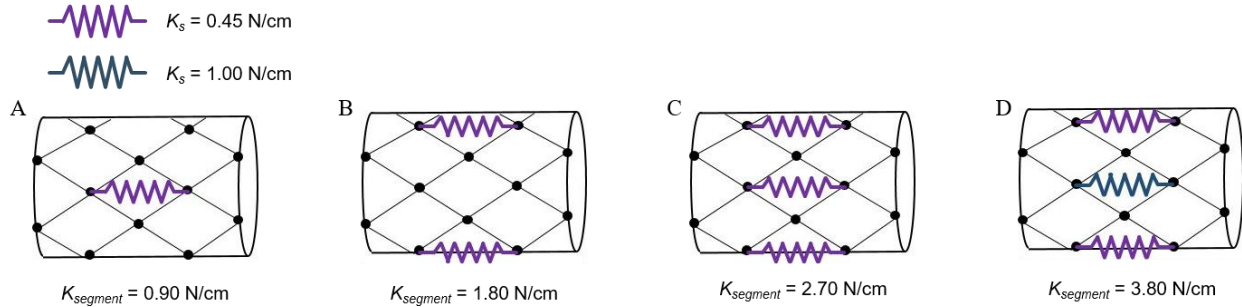 Ks = 0.45 N/cm
Ks = 1.00 N/cm
A
B
C
D
Ksegment = 0.90 N/cm
Ksegment = 1.80 N/cm
Ksegment = 2.70 N/cm
Ksegment = 3.80 N/cm